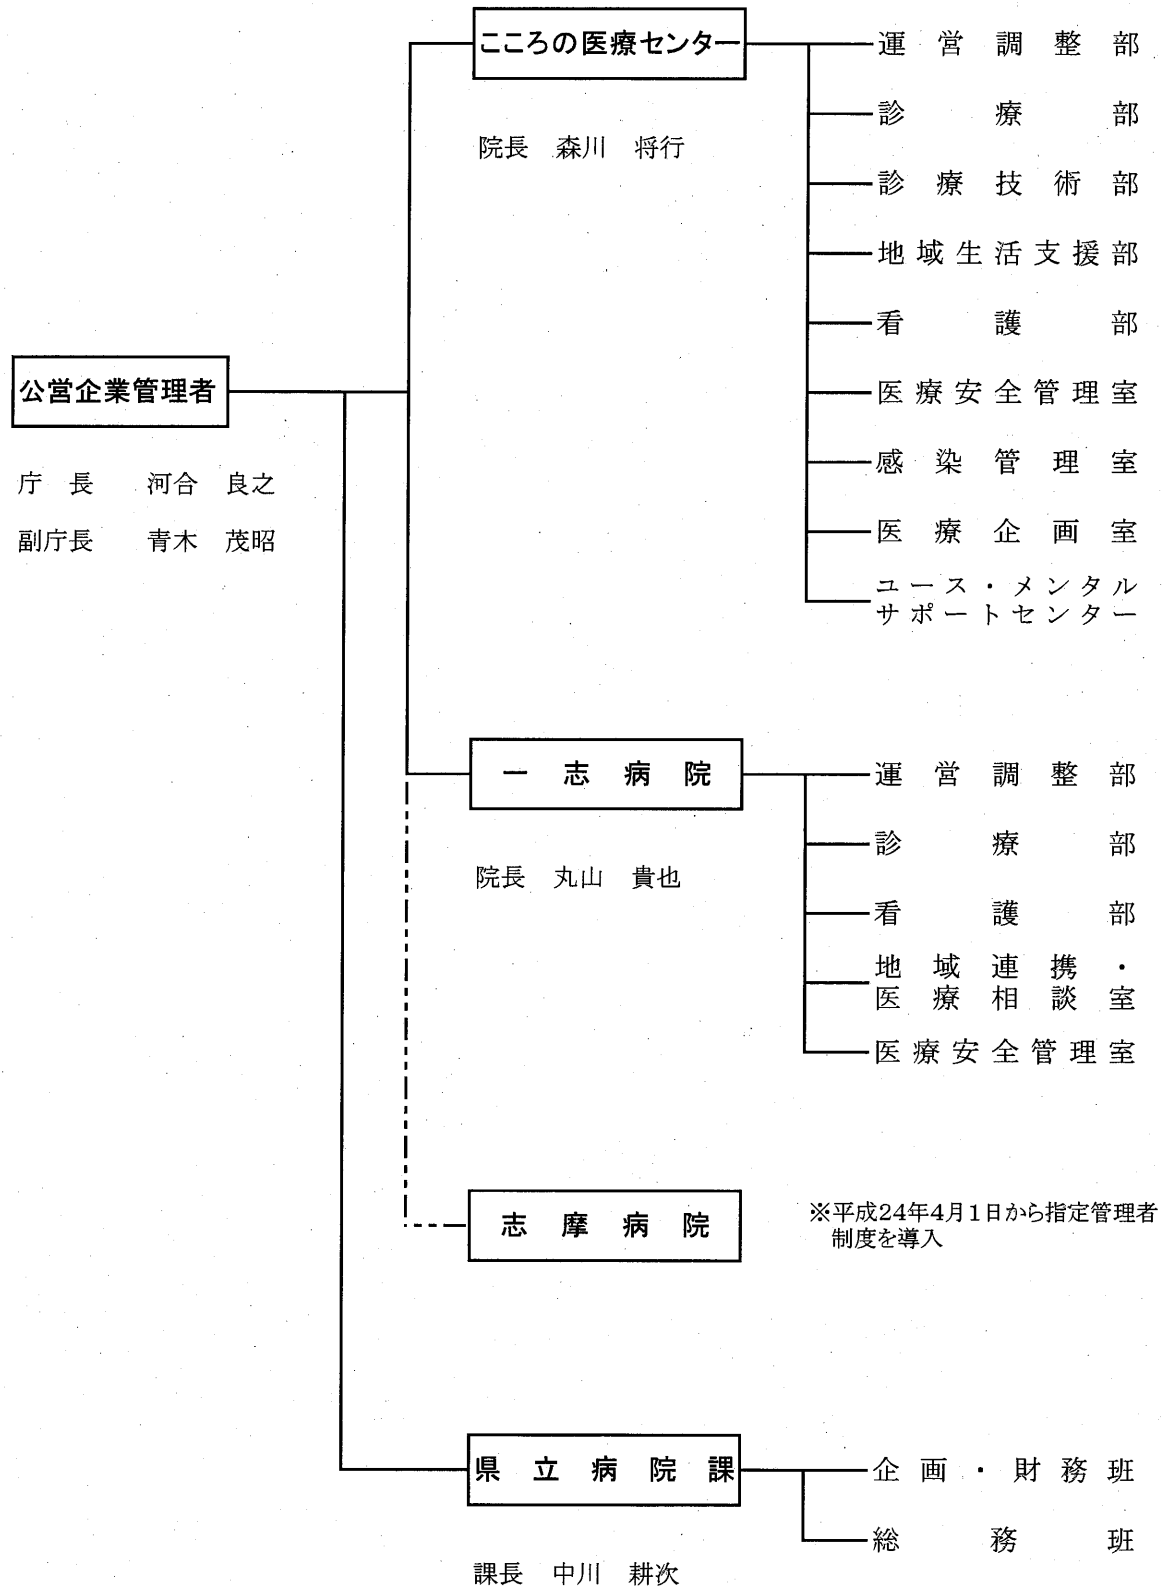 こころの医療センター
院長 森川 将行
運営調整部
診療部
診療技術部
地域生活支援部
看護部
医療安全管理室
感染管理室
医療企画室
ユース・メンタル
サポートセンター
公営企業管理者
庁長 河合 良之
副庁長 青木 茂昭
一志病院
院長 丸山 貴也
運営調整部
診療部
看護部
地域連携・
医療相談室
医療安全管理室
志摩病院
※平成24年4月1日から指定管理者
制度を導入
県立病院課
課長 中川 耕次
企画・財務班
総務班